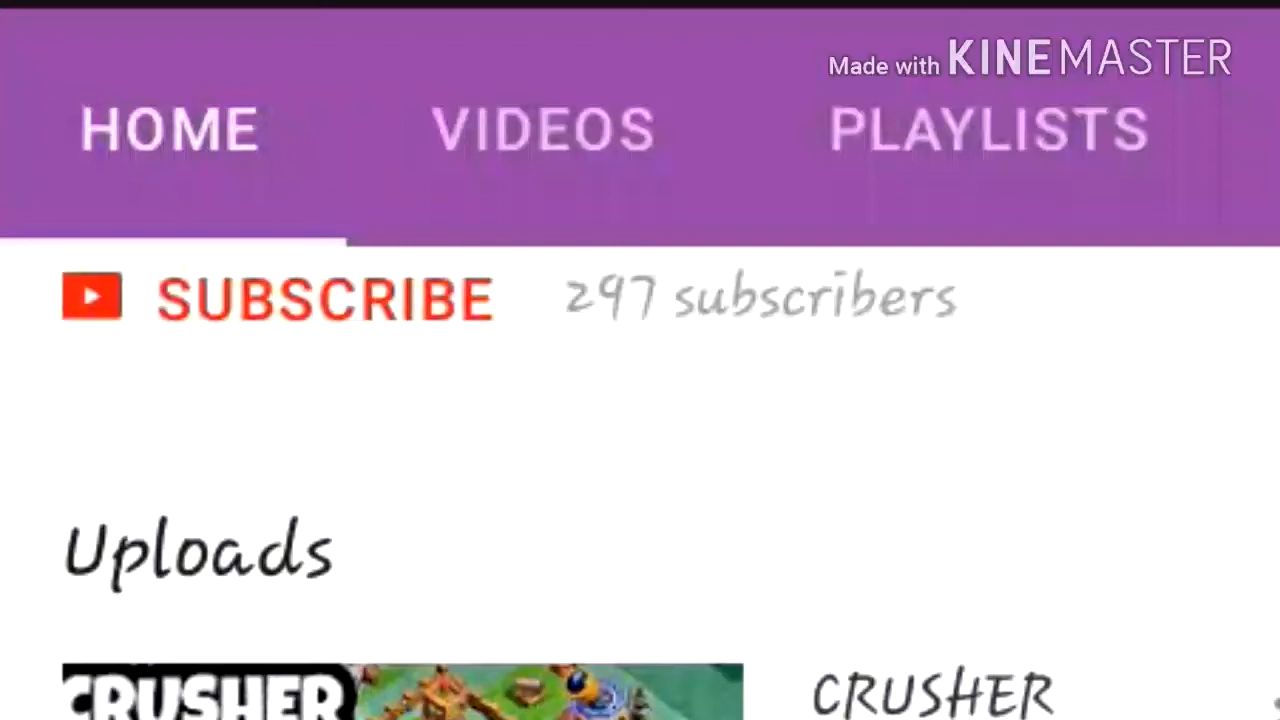 Made with KINEMASTER
HOME VIDEOS PLAYLISTS
SUBSCRIBE 297 subscribers
Uploads
CRUSHER CRUSHER